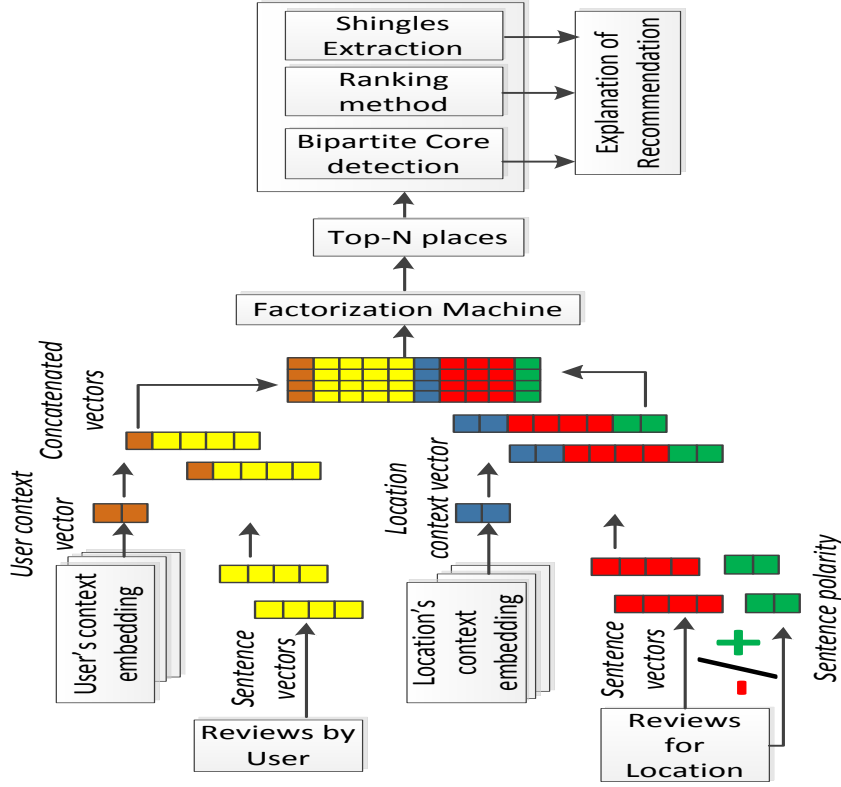 Shingles
Extraction
Ranking
method
Bipartite Core
detection
Explanation of
Recommendation
Top-N places
Factorization Machine
Concatenated
vectors
User context
vector
Location
context vector
User's context
embedding
Sentence
vectors
Location's
context
embedding
Sentence
vectors
Sentence polarity
Reviews by
User
Reviews
for
Location